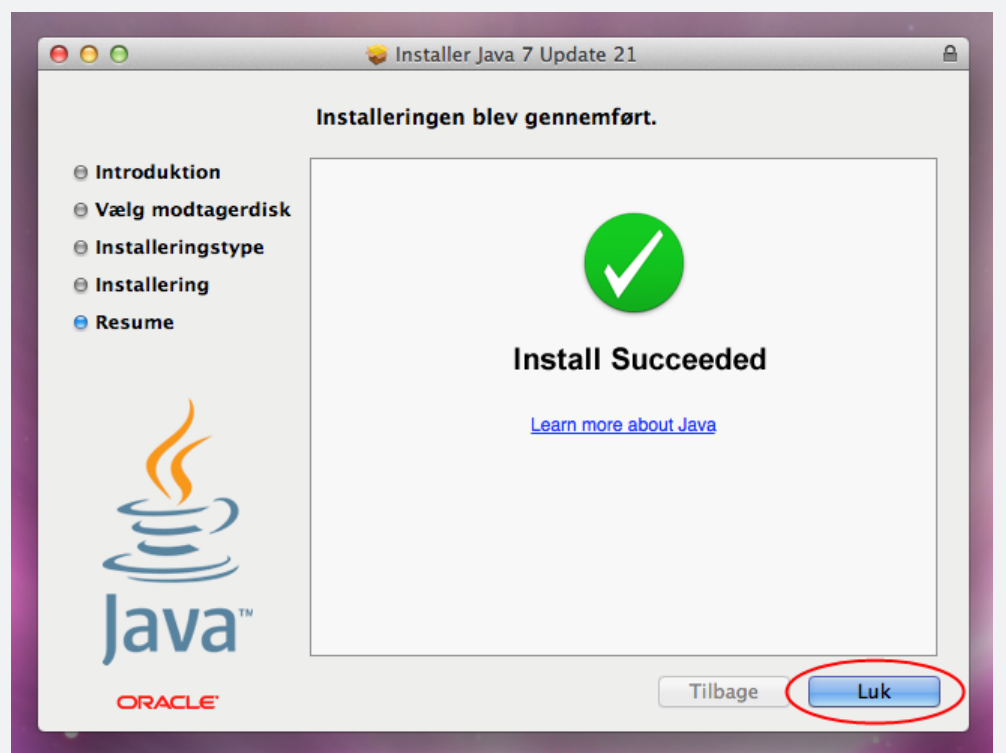 Installer Java 7 Update 21
Installeringen blev gennemført.
Introduktion
Vælg modtagerdisk
Installeringstype
Installering
Resume
Install Succeeded
Learn more about Java
Java™
ORACLE®
Tilbage
Luk